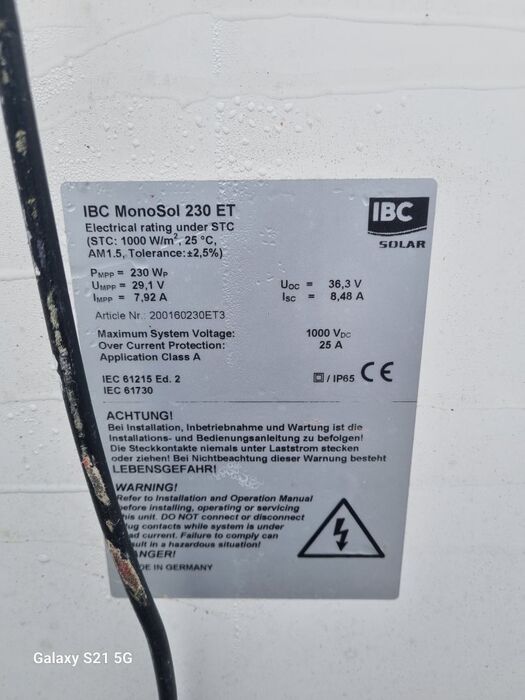 IBC MonoSol 230 ET
Electrical rating under STC
(STC: 1000 W/m², 25 °C,
AM1.5, Tolerance:±2,5%)
IBC
SOLAR
PMPP = 230 WP
UMPP = 29,1 V
IMPP = 7,92 A
UOC = 36,3 V
ISC = 8,48 A
Article Nr.: 200160230ET3
Maximum System Voltage: 1000 VDC
Over Current Protection: 25 A
Application Class A
IEC 61215 Ed. 2
IEC 61730
/ IP65 CE
ACHTUNG!
Bei Installation, Inbetriebnahme und Wartung ist die
Installations- und Bedienungsanleitung zu befolgen!
Die Steckkontakte niemals unter Laststrom stecken
oder ziehen! Bei Nichtbeachtung dieser Warnung besteht
LEBENSGEFAHR!
WARNING!
Refer to Installation and Operation Manual
before installing, operating or servicing
this unit. DO NOT connect or disconnect
plug contacts while system is under
load current. Failure to comply can
result in a hazardous situation!
DANGER!
MADE IN GERMANY
Galaxy S21 5G